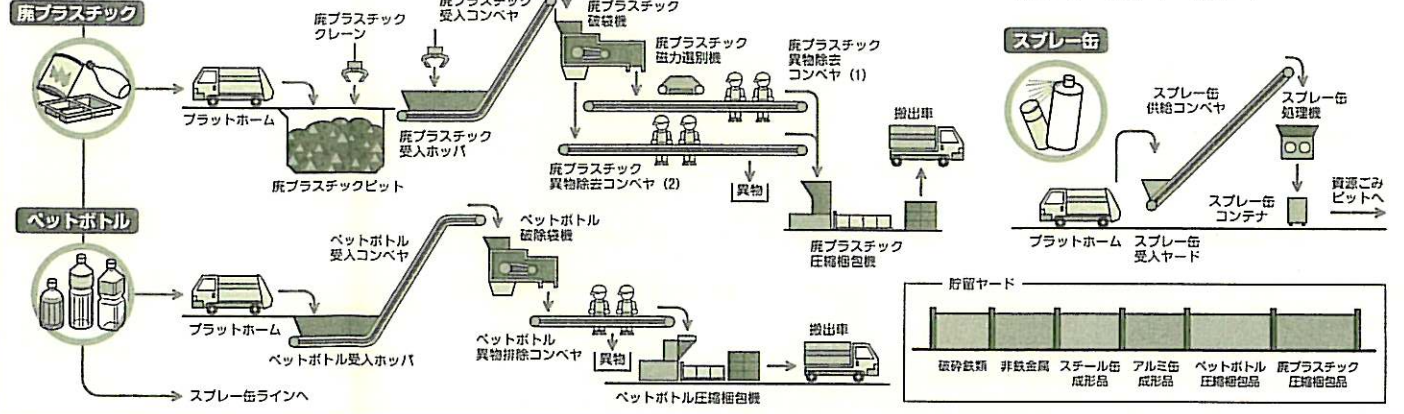 廃プラスチック
廃プラスチック
クレーン
廃プラスチック
受入コンベヤ
廃プラスチック
破袋機
廃プラスチック
磁力選別機
廃プラスチック
異物除去
コンベヤ（1）
プラットホーム
廃プラスチック
受入ホッパ
廃プラスチックピット
廃プラスチック
異物除去コンベヤ（2）
異物
搬出車
廃プラスチック
圧縮梱包機
スプレー缶
スプレー缶
供給コンベヤ
スプレー缶
処理機
スプレー缶
コンテナ
資源ごみ
ピットへ
プラットホーム
スプレー缶
受入ヤード
ペットボトル
ペットボトル
受入コンベヤ
ペットボトル
破除袋機
プラットホーム
ペットボトル受入ホッパ
ペットボトル
異物排除コンベヤ
異物
搬出車
ペットボトル圧縮梱包機
スプレー缶ラインへ
貯留ヤード
破砕鉄類
非鉄金属
スチール缶
成形品
アルミ缶
成形品
ペットボトル
圧縮梱包品
廃プラスチック
圧縮梱包品